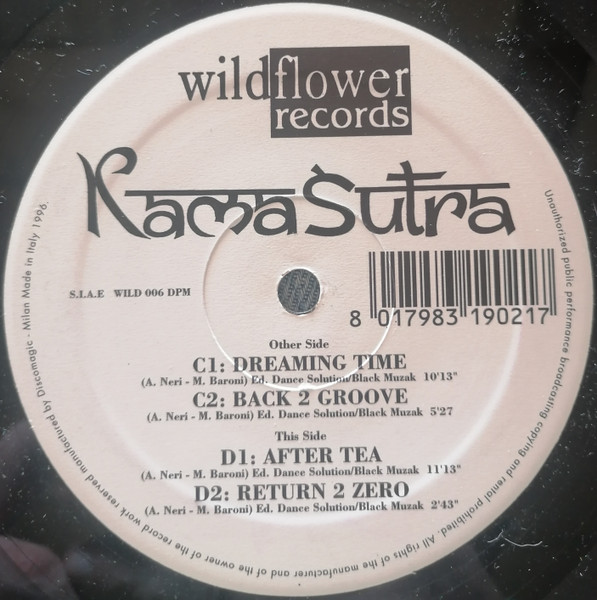 wildflower
records
Kama Sutra
S.I.A.E WILD 006 DPM
8 017983 190217
Other Side
C1: DREAMING TIME
(A. Neri - M. Baroni) Ed. Dance Solution/Black Muzak 10'13"
C2: BACK 2 GROOVE
(A. Neri - M. Baroni) Ed. Dance Solution/Black Muzak 5'27
This Side
D1: AFTER TEA
(A. Neri - M. Baroni) Ed. Dance Solution/Black Muzak 11'13"
D2: RETURN 2 ZERO
(A. Neri - M. Baroni) Ed. Dance Solution/Black Muzak 2'43"
Unauthorized public performance broadcasting copying and rental prohibited. All rights of the manufacturer and of the owner of the record work reserved manufactured by Discomagic - Milan Made in Italy 1996.